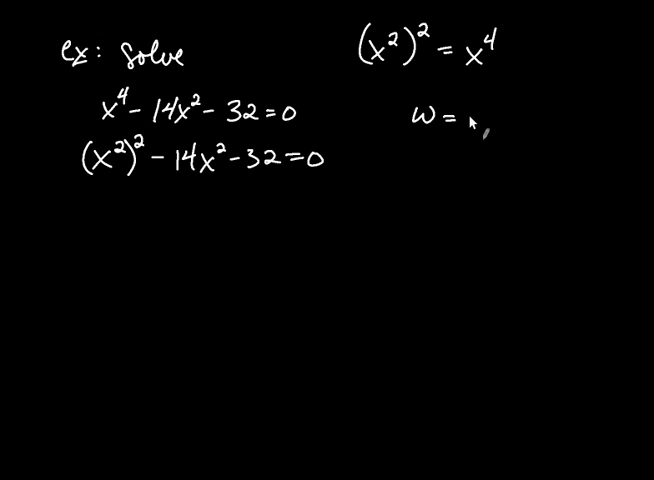 ex: Solve
(x²)² = x⁴
x⁴ - 14x² - 32 = 0
w =
(x²)² - 14x² - 32 = 0